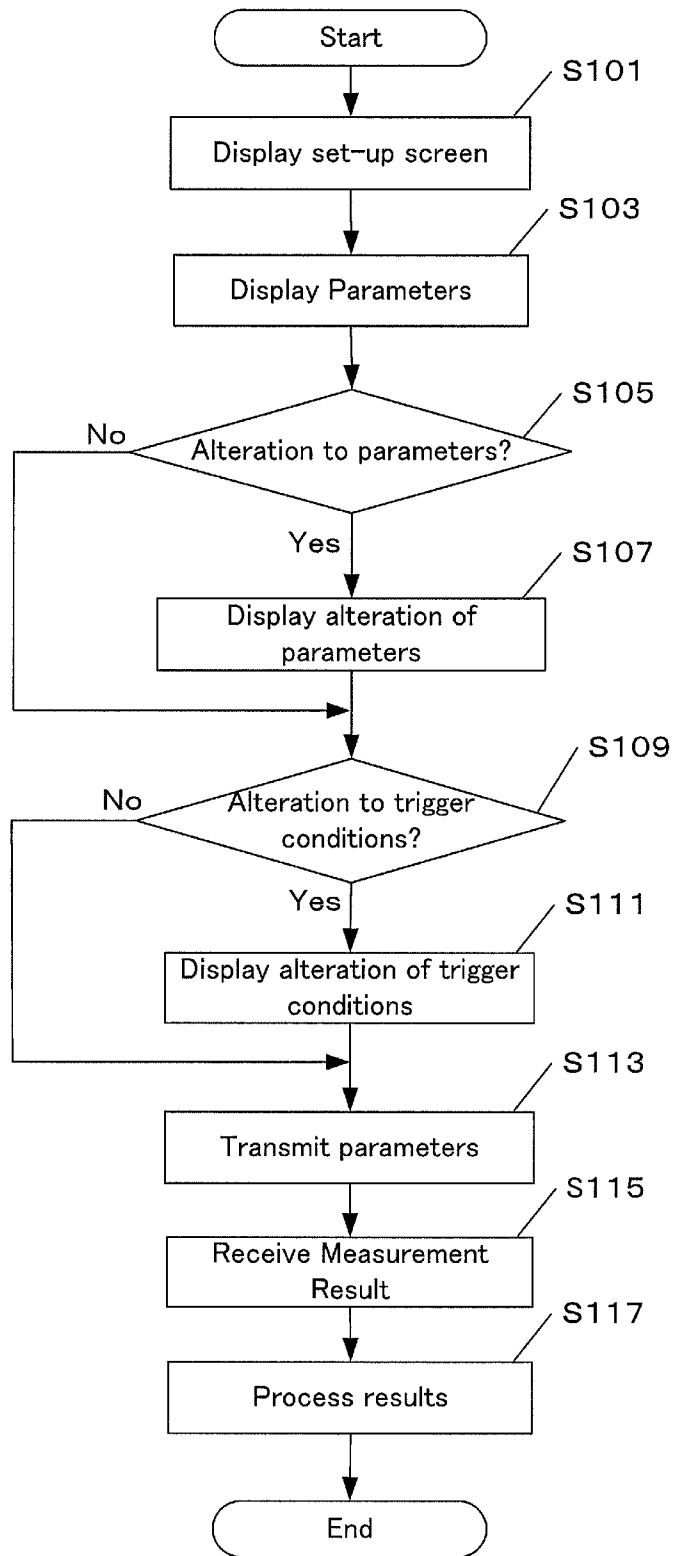 Start
S101
Display set-up screen
S103
Display Parameters
S105
No
Alteration to parameters?
Yes
S107
Display alteration of
parameters
S109
No
Alteration to trigger
conditions?
Yes
S111
Display alteration of trigger
conditions
S113
Transmit parameters
S115
Receive Measurement
Result
S117
Process results
End